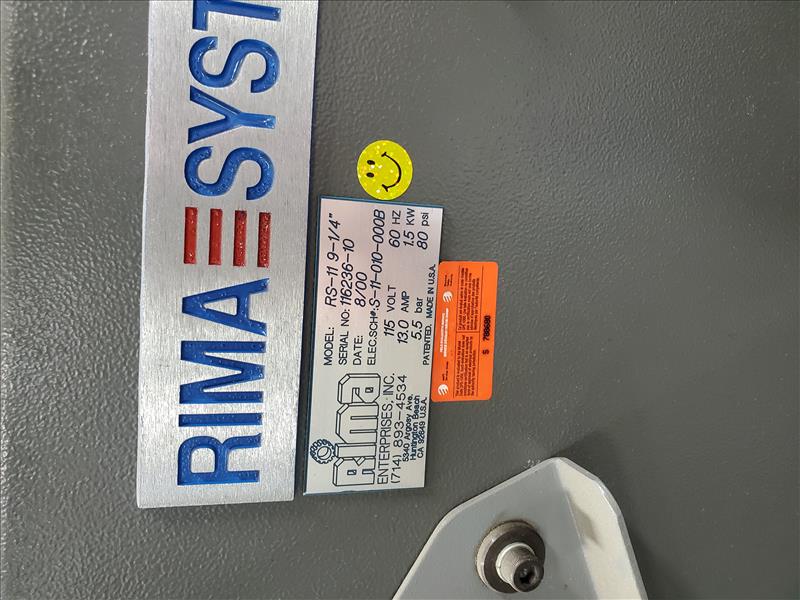 RIMA SYST
MODEL: RS-11 9-1/4"
SERIAL NO: 116236-10
DATE: 8/00
ELEC.SCH#: S-11-010-000B
115 VOLT 60 HZ
13.0 AMP 1.5 KW
5.5 bar 80 psi
PATENTED. MADE IN U.S.A.
Rima
ENTERPRISES, INC.
(714) 893-4534
5340 Argosy Ave.
Huntington Beach
CA 92649 U.S.A.